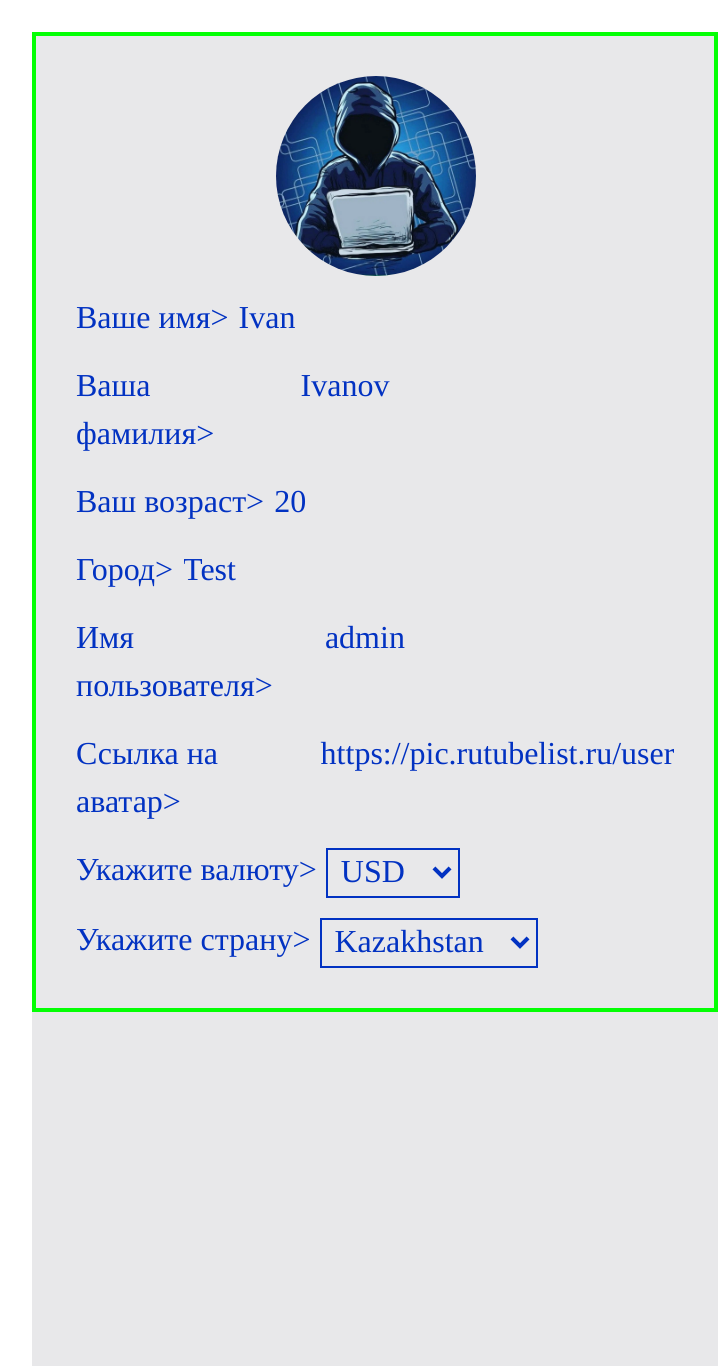 Ваше имя> Ivan
Ваша Ivanov
фамилия>
Ваш возраст> 20
Город> Test
Имя admin
пользователя>
Ссылка на https://pic.rutubelist.ru/user
аватар>
Укажите валюту> USD
Укажите страну> Kazakhstan